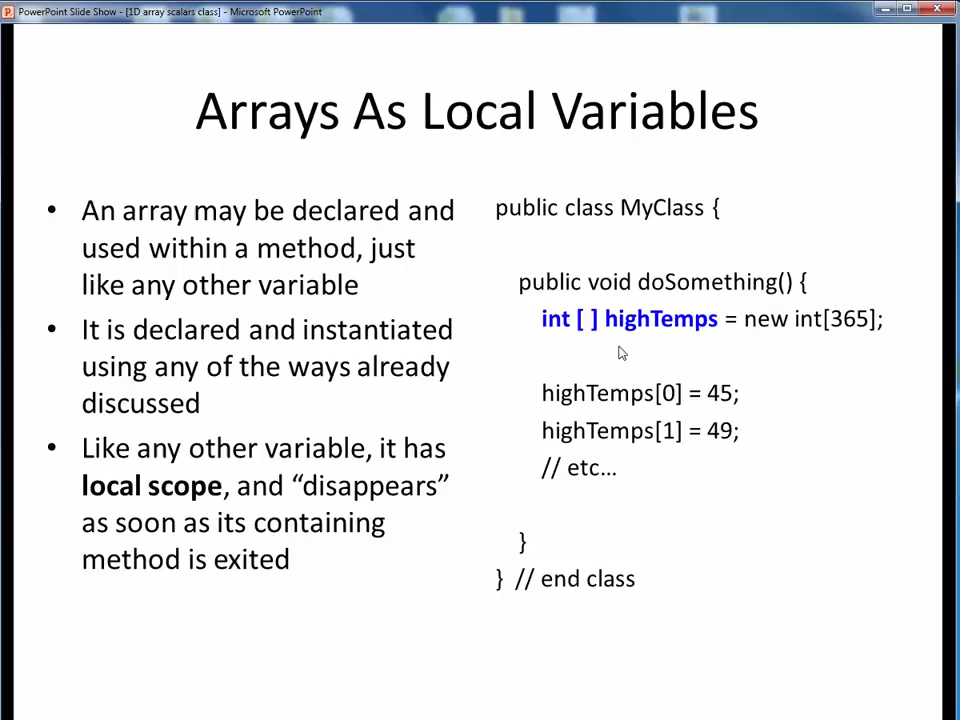 PowerPoint Slide Show - [1D array scalars class] - Microsoft PowerPoint
Arrays As Local Variables
• An array may be declared and
used within a method, just
like any other variable
• It is declared and instantiated
using any of the ways already
discussed
• Like any other variable, it has
local scope, and “disappears”
as soon as its containing
method is exited
public class MyClass {
public void doSomething() {
int [ ] highTemps = new int[365];
highTemps[0] = 45;
highTemps[1] = 49;
// etc…
}
} // end class